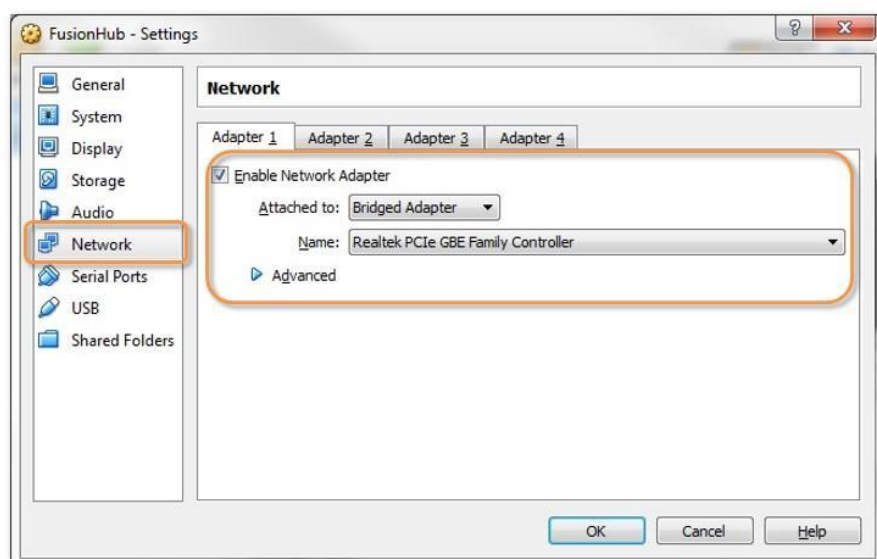 FusionHub - Settings
General
System
Display
Storage
Audio
Network
Serial Ports
USB
Shared Folders
Network
Adapter 1 Adapter 2 Adapter 3 Adapter 4
Enable Network Adapter
Attached to: Bridged Adapter
Name: Realtek PCIe GBE Family Controller
Advanced
OK Cancel Help